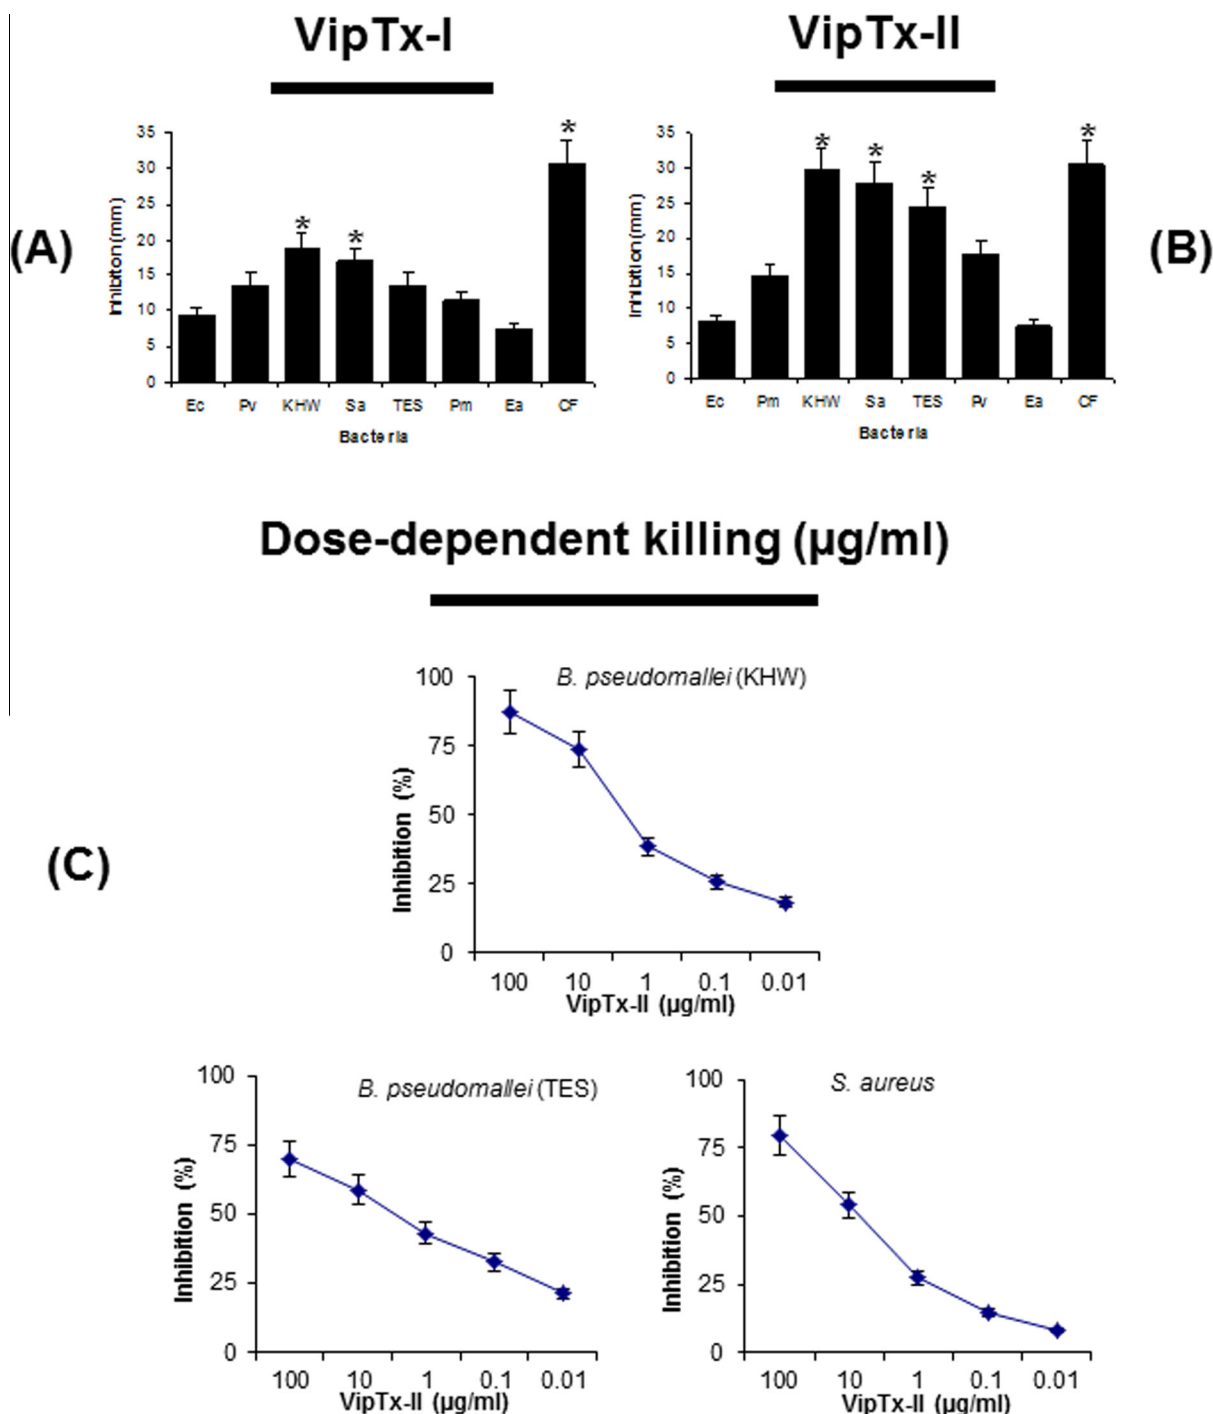 VipTx-I
VipTx-II
(A)
Inhibiton (mm)
35
30
25
20
15
10
5
0
* * *
Ec Pv KHW Sa TES Pm Ea CF
Bacteria
(B)
Inhibition (mm)
35
30
25
20
15
10
5
0
* * * *
Ec Pm KHW Sa TES Pv Ea CF
Bacteria
Dose-dependent killing (µg/ml)
(C)
B. pseudomallei (KHW)
Inhibition (%)
100
75
50
25
0
100 10 1 0.1 0.01
VipTx-II (µg/ml)
B. pseudomallei (TES)
Inhibition (%)
100
75
50
25
0
100 10 1 0.1 0.01
VipTx-II (µg/ml)
S. aureus
Inhibition (%)
100
75
50
25
0
100 10 1 0.1 0.01
VipTx-II (µg/ml)